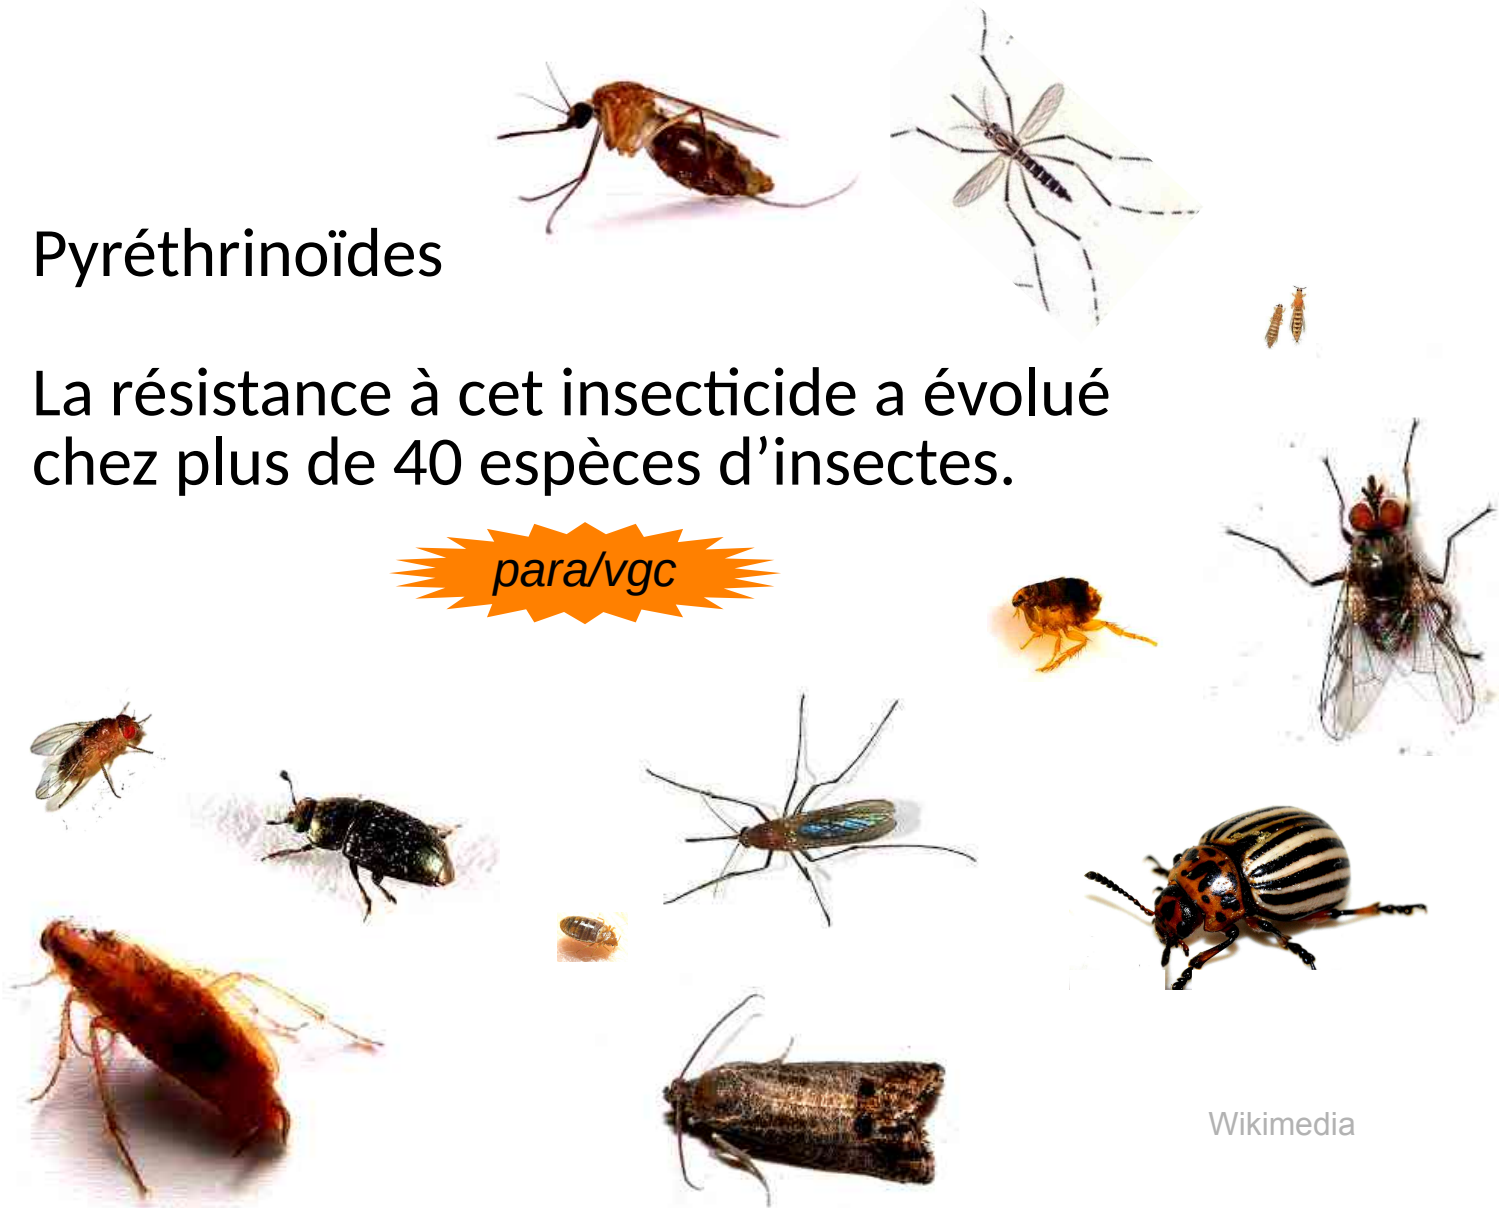 Pyréthrinoïdes
La résistance à cet insecticide a évolué
chez plus de 40 espèces d’insectes.
para/vgc
Wikimedia